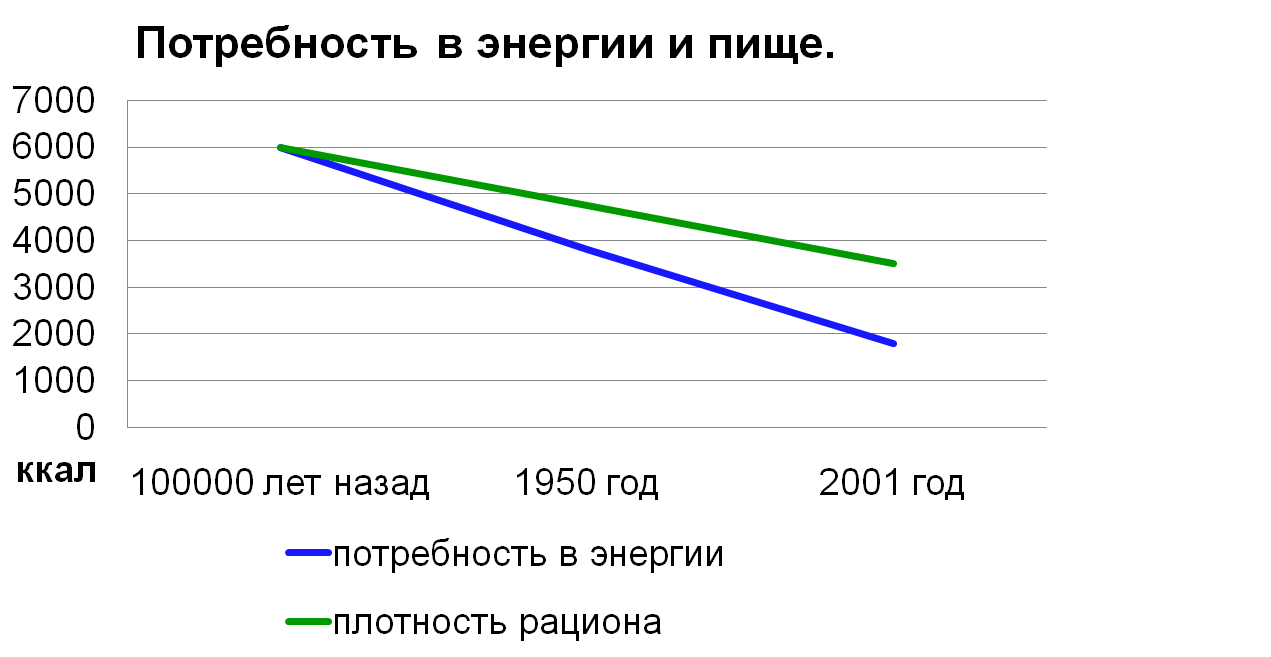 Потребность в энергии и пище.
7000
6000
5000
4000
3000
2000
1000
0
ккал
100000 лет назад 1950 год 2001 год
потребность в энергии
плотность рациона